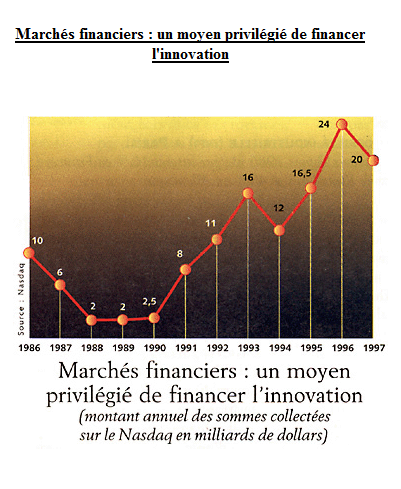 Marchés financiers : un moyen privilégié de financer
l'innovation
24
20
16,5
16
12
11
10
8
6
2
2
2,5
Source : Nasdaq
1986 1987 1988 1989 1990 1991 1992 1993 1994 1995 1996 1997
Marchés financiers : un moyen
privilégié de financer l'innovation
(montant annuel des sommes collectées
sur le Nasdaq en milliards de dollars)